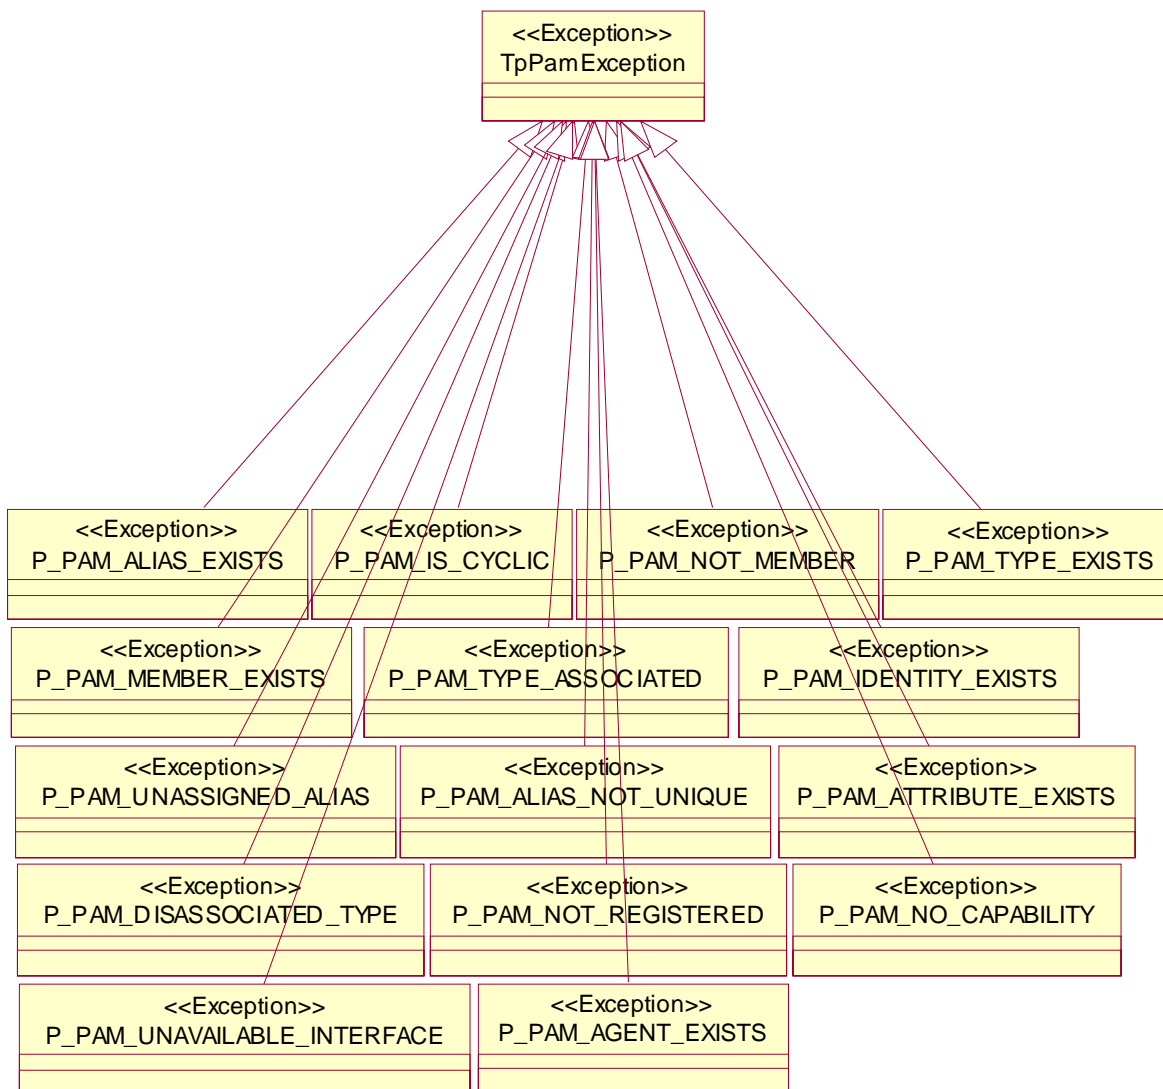 <<Exception>>
TpPamException
<<Exception>>
P_PAM_ALIAS_EXISTS
<<Exception>>
P_PAM_IS_CYCLIC
<<Exception>>
P_PAM_NOT_MEMBER
<<Exception>>
P_PAM_TYPE_EXISTS
<<Exception>>
P_PAM_MEMBER_EXISTS
<<Exception>>
P_PAM_TYPE_ASSOCIATED
<<Exception>>
P_PAM_IDENTITY_EXISTS
<<Exception>>
P_PAM_UNASSIGNED_ALIAS
<<Exception>>
P_PAM_ALIAS_NOT_UNIQUE
<<Exception>>
P_PAM_ATTRIBUTE_EXISTS
<<Exception>>
P_PAM_DISASSOCIATED_TYPE
<<Exception>>
P_PAM_NOT_REGISTERED
<<Exception>>
P_PAM_NO_CAPABILITY
<<Exception>>
P_PAM_UNAVAILABLE_INTERFACE
<<Exception>>
P_PAM_AGENT_EXISTS